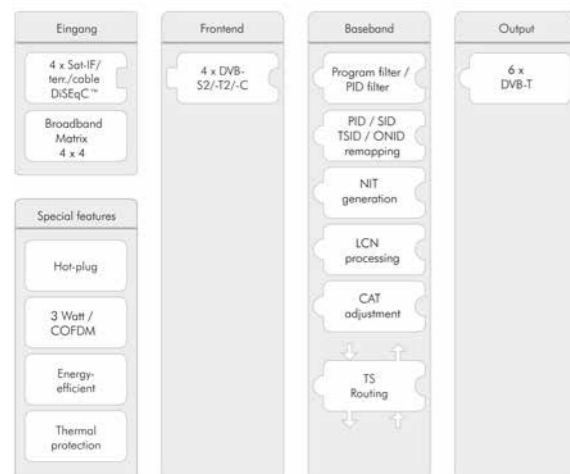 Eingang
4 x Sat-IF/
terr./cable
DiSEqC™
Broadband
Matrix
4 x 4
Special features
Hot-plug
3 Watt /
COFDM
Energy-
efficient
Thermal
protection
Frontend
4 x DVB-
S2/-T2/-C
Baseband
Program filter /
PID filter
PID / SID
TSID / ONID
remapping
NIT
generation
LCN
processing
CAT
adjustment
TS
Routing
Output
6 x
DVB-T